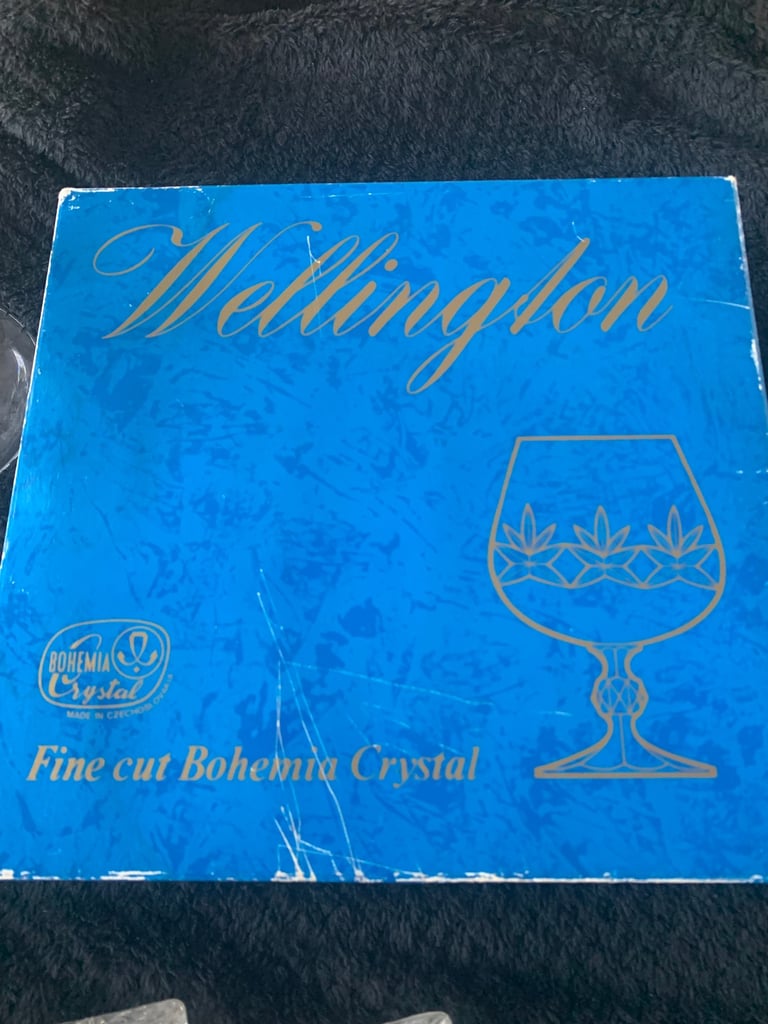 Wellington
BOHEMIA
Crystal
MADE IN CZECHOSLOVAKIA
Fine cut Bohemia Crystal